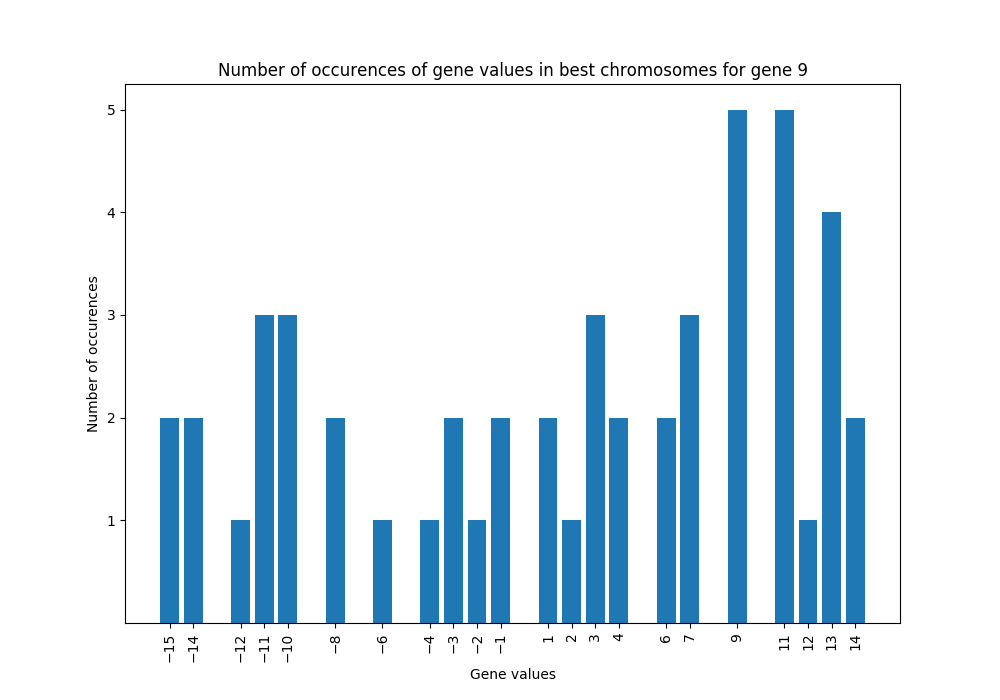 Number of occurences of gene values in best chromosomes for gene 9
Number of occurences
5
4
3
2
1
−15 −14 −12 −11 −10 −8 −6 −4 −3 −2 −1 1 2 3 4 6 7 9 11 12 13 14
Gene values